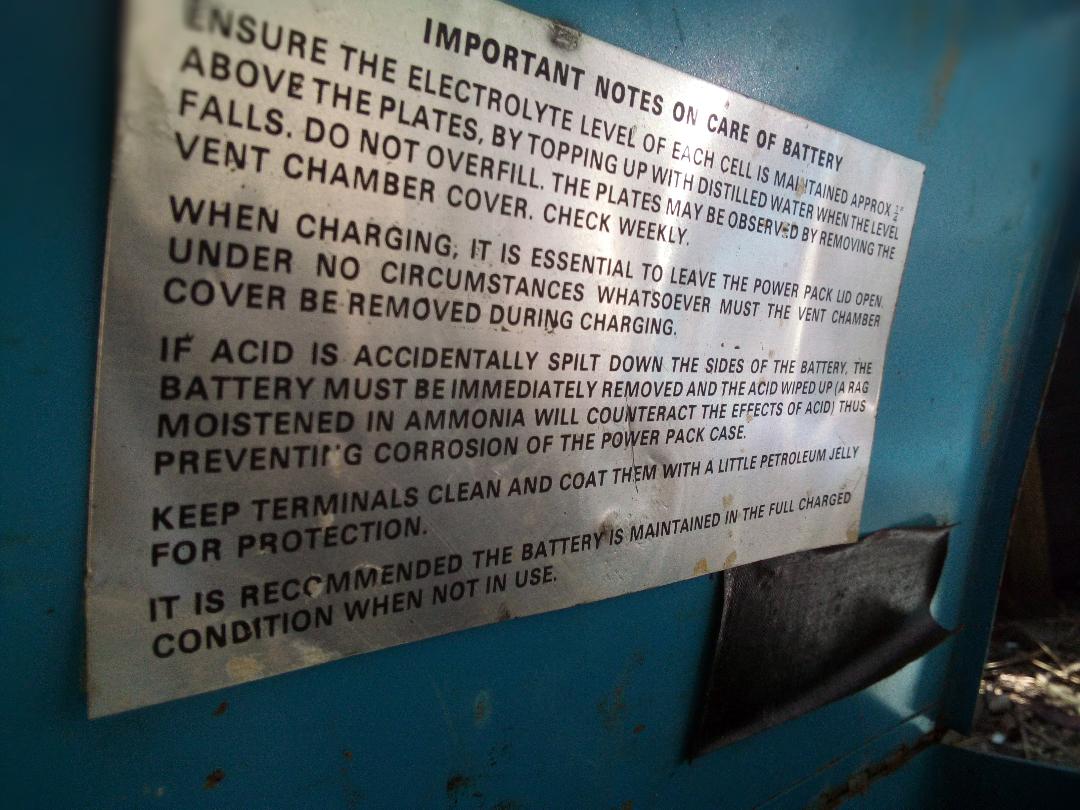 IMPORTANT NOTES ON CARE OF BATTERY
ENSURE THE ELECTROLYTE LEVEL OF EACH CELL IS MAINTAINED APPROX ½"
ABOVE THE PLATES, BY TOPPING UP WITH DISTILLED WATER WHEN THE LEVEL
FALLS. DO NOT OVERFILL. THE PLATES MAY BE OBSERVED BY REMOVING THE
VENT CHAMBER COVER. CHECK WEEKLY.
WHEN CHARGING, IT IS ESSENTIAL TO LEAVE THE POWER PACK LID OPEN.
UNDER NO CIRCUMSTANCES WHATSOEVER MUST THE VENT CHAMBER
COVER BE REMOVED DURING CHARGING.
IF ACID IS ACCIDENTALLY SPILT DOWN THE SIDES OF THE BATTERY, THE
BATTERY MUST BE IMMEDIATELY REMOVED AND THE ACID WIPED UP (A RAG
MOISTENED IN AMMONIA WILL COUNTERACT THE EFFECTS OF ACID) THUS
PREVENTING CORROSION OF THE POWER PACK CASE.
KEEP TERMINALS CLEAN AND COAT THEM WITH A LITTLE PETROLEUM JELLY
FOR PROTECTION.
IT IS RECOMMENDED THE BATTERY IS MAINTAINED IN THE FULL CHARGED
CONDITION WHEN NOT IN USE.